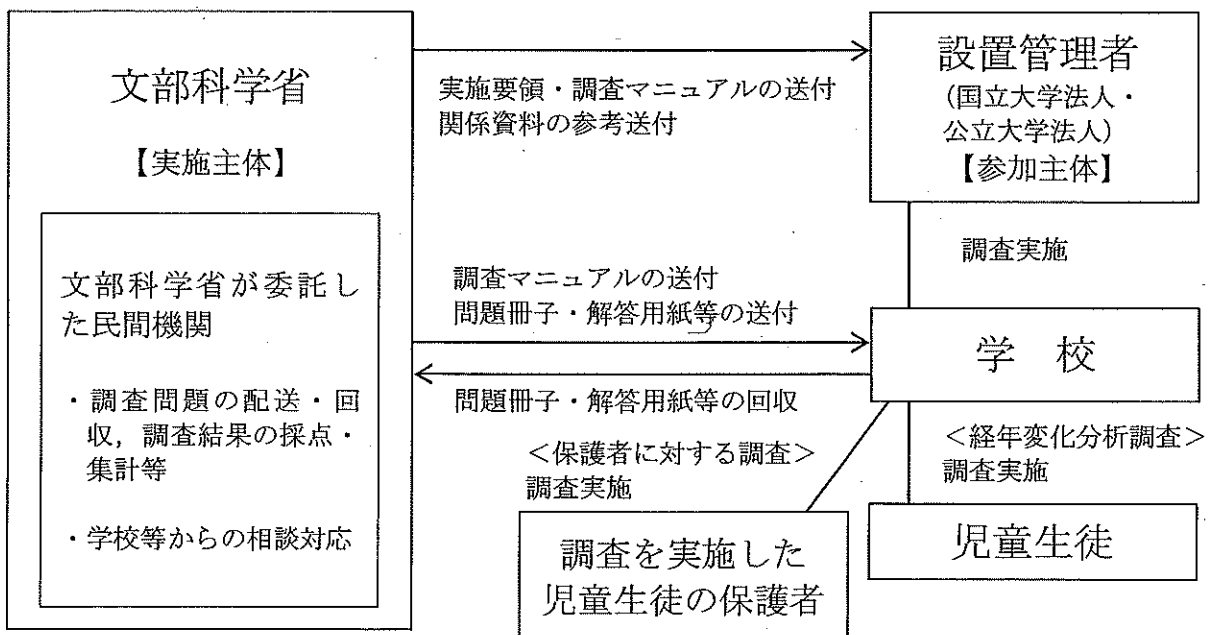 文部科学省
【実施主体】
文部科学省が委託し
た民間機関
・調査問題の配送・回
収，調査結果の採点・
集計等
・学校等からの相談対応
実施要領・調査マニュアルの送付
関係資料の参考送付
設置管理者
（国立大学法人・
公立大学法人）
【参加主体】
調査実施
調査マニュアルの送付
問題冊子・解答用紙等の送付
学　校
問題冊子・解答用紙等の回収
＜保護者に対する調査＞
調査実施
＜経年変化分析調査＞
調査実施
調査を実施した
児童生徒の保護者
児童生徒